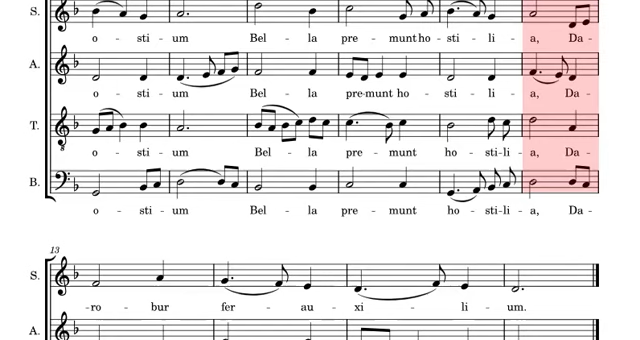 S.
o - sti - um Bel - la pre - munt ho - sti - li - a, Da -
A.
o - sti - um Bel - la pre - munt ho - sti - li - a, Da -
T.
8
o - sti - um Bel - la pre - munt ho - sti - li - a, Da -
B.
o - sti - um Bel - la pre - munt ho - sti - li - a, Da -
13
S.
- ro - bur fer - au - xi - li - um.
A.